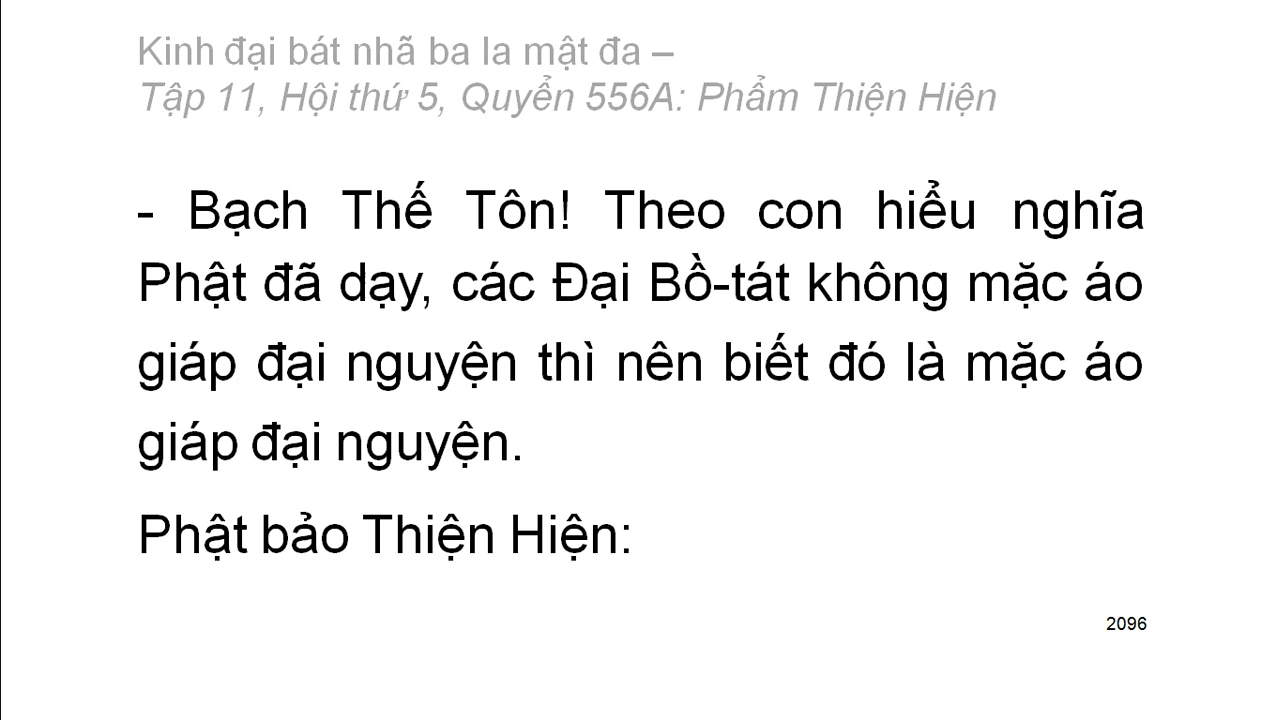 Kinh đại bát nhã ba la mật đa –
Tập 11, Hội thứ 5, Quyển 556A: Phẩm Thiện Hiện
- Bạch Thế Tôn! Theo con hiểu nghĩa
Phật đã dạy, các Đại Bồ-tát không mặc áo
giáp đại nguyện thì nên biết đó là mặc áo
giáp đại nguyện.
Phật bảo Thiện Hiện:
2096